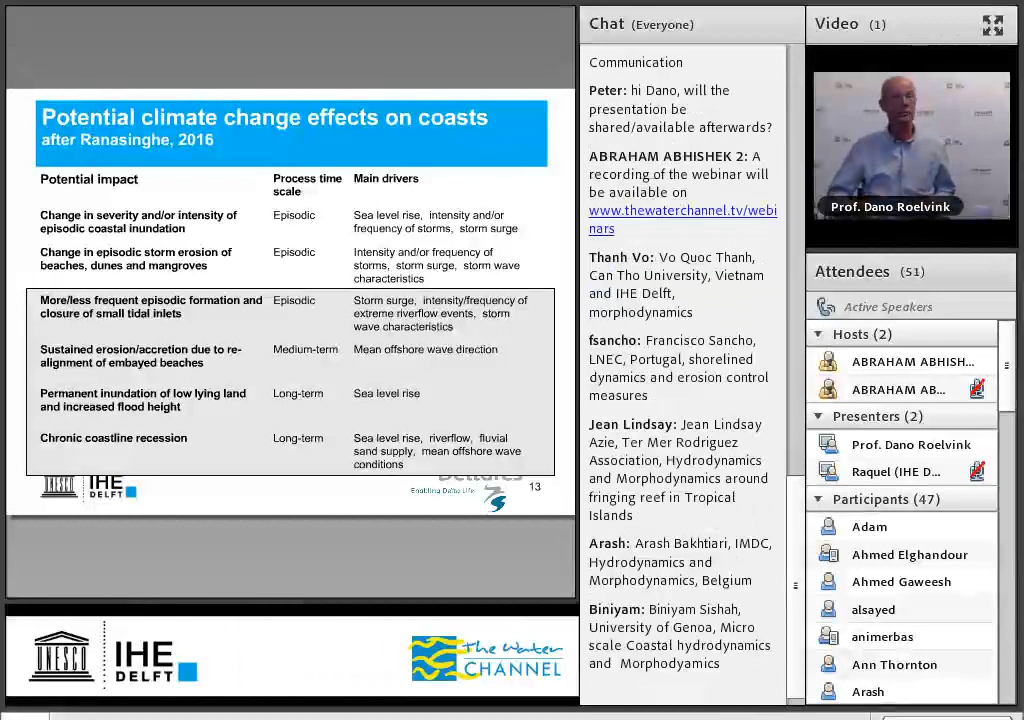 Potential climate change effects on coasts
after Ranasinghe, 2016
Potential impact
Process time scale
Main drivers
Change in severity and/or intensity of episodic coastal inundation
Episodic
Sea level rise, intensity and/or frequency of storms, storm surge
Change in episodic storm erosion of beaches, dunes and mangroves
Episodic
Intensity and/or frequency of storms, storm surge, storm wave characteristics
More/less frequent episodic formation and closure of small tidal inlets
Episodic
Storm surge, intensity/frequency of extreme riverflow events, storm wave characteristics
Sustained erosion/accretion due to re-alignment of embayed beaches
Medium-term
Mean offshore wave direction
Permanent inundation of low lying land and increased flood height
Long-term
Sea level rise
Chronic coastline recession
Long-term
Sea level rise, riverflow, fluvial sand supply, mean offshore wave conditions
UNESCO
IHE
DELFT
Deltares
Enabling Delta Life
13
UNESCO
IHE
DELFT
the Water
CHANNEL
Chat (Everyone)
Communication
Peter: hi Dano, will the
presentation be
shared/available afterwards?
ABRAHAM ABHISHEK 2: A
recording of the webinar will
be available on
www.thewaterchannel.tv/webi
nars
Thanh Vo: Vo Quoc Thanh,
Can Tho University, Vietnam
and IHE Delft,
morphodynamics
fsancho: Francisco Sancho,
LNEC, Portugal, shorelined
dynamics and erosion control
measures
Jean Lindsay: Jean Lindsay
Azie, Ter Mer Rodriguez
Association, Hydrodynamics
and Morphodynamics around
fringing reef in Tropical
Islands
Arash: Arash Bakhtiari, IMDC,
Hydrodynamics and
Morphodynamics, Belgium
Biniyam: Biniyam Sishah,
University of Genoa, Micro
scale Coastal hydrodynamics
and Morphodyamics
Video (1)
Prof. Dano Roelvink
Attendees (51)
Active Speakers
Hosts (2)
ABRAHAM ABHISH...
ABRAHAM AB...
Presenters (2)
Prof. Dano Roelvink
Raquel (IHE D...
Participants (47)
Adam
Ahmed Elghandour
Ahmed Gaweesh
alsayed
animerbas
Ann Thornton
Arash